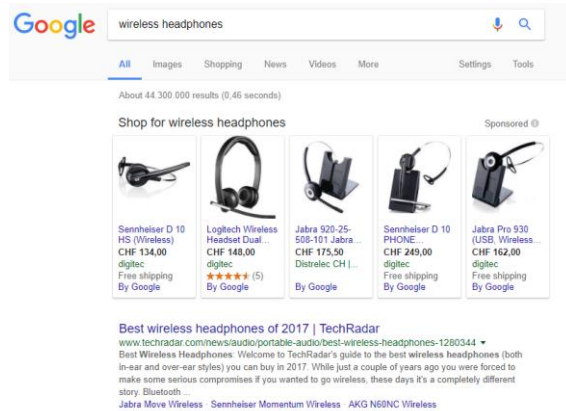 Google
wireless headphones
All Images Shopping News Videos More Settings Tools
About 44.300.000 results (0,46 seconds)
Shop for wireless headphones
Sponsored
Sennheiser D 10
HS (Wireless)
CHF 134,00
digitec
Free shipping
By Google
Logitech Wireless
Headset Dual...
CHF 148,00
digitec
(5)
By Google
Jabra 920-25-
508-101 Jabra...
CHF 175,50
Distrelec CH |...
By Google
Sennheiser D 10
PHONE...
CHF 249,00
digitec
Free shipping
By Google
Jabra Pro 930
(USB, Wireless...
CHF 162,00
digitec
Free shipping
By Google
Best wireless headphones of 2017 | TechRadar
www.techradar.com/news/audio/portable-audio/best-wireless-headphones-1280344
Best Wireless Headphones: Welcome to TechRadar's guide to the best wireless headphones (both
in-ear and over-ear styles) you can buy in 2017. While just a couple of years ago you were forced to
make some serious compromises if you wanted to go wireless, these days it's a completely different
story. Bluetooth ...
Jabra Move Wireless · Sennheiser Momentum Wireless · AKG N60NC Wireless